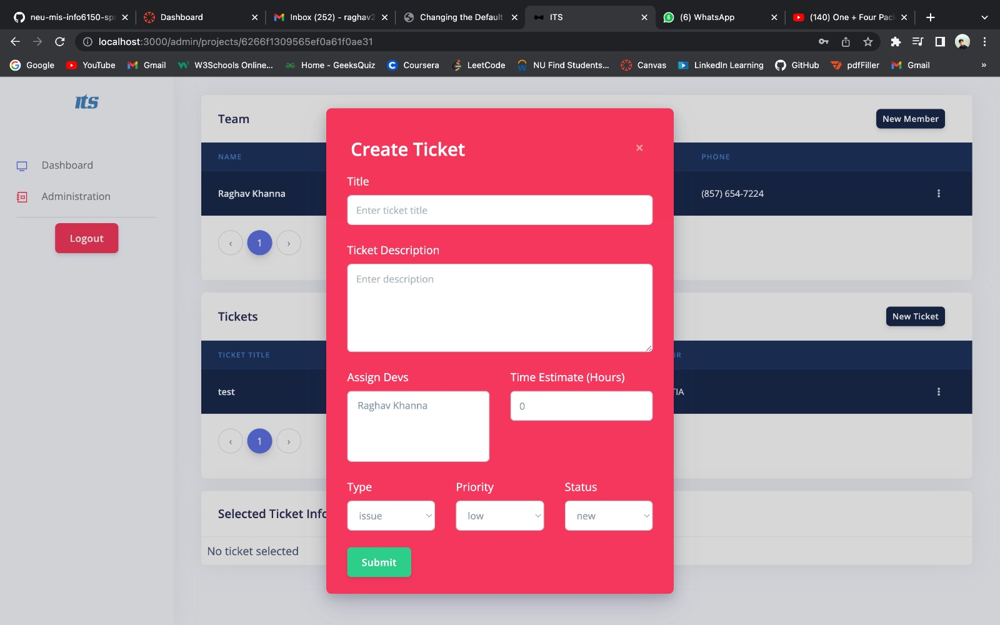 neu-mis-info6150-spr
Dashboard
Inbox (252) - raghav2
Changing the Default
ITS
(6) WhatsApp
(140) One + Four Pac
localhost:3000/admin/projects/6266f1309565ef0a61f0ae31
Google
YouTube
Gmail
W3Schools Online...
Home - GeeksQuiz
Coursera
LeetCode
NU Find Students...
Canvas
LinkedIn Learning
GitHub
pdfFiller
Gmail
»
ITS
Dashboard
Administration
Logout
Team
New Member
NAME
PHONE
Raghav Khanna
(857) 654-7224
‹ 1 ›
Tickets
New Ticket
TICKET TITLE
OR
test
TIA
‹ 1 ›
Selected Ticket Info
No ticket selected
Create Ticket
×
Title
Enter ticket title
Ticket Description
Enter description
Assign Devs
Time Estimate (Hours)
Raghav Khanna
0
Type
Priority
Status
issue
low
new
Submit